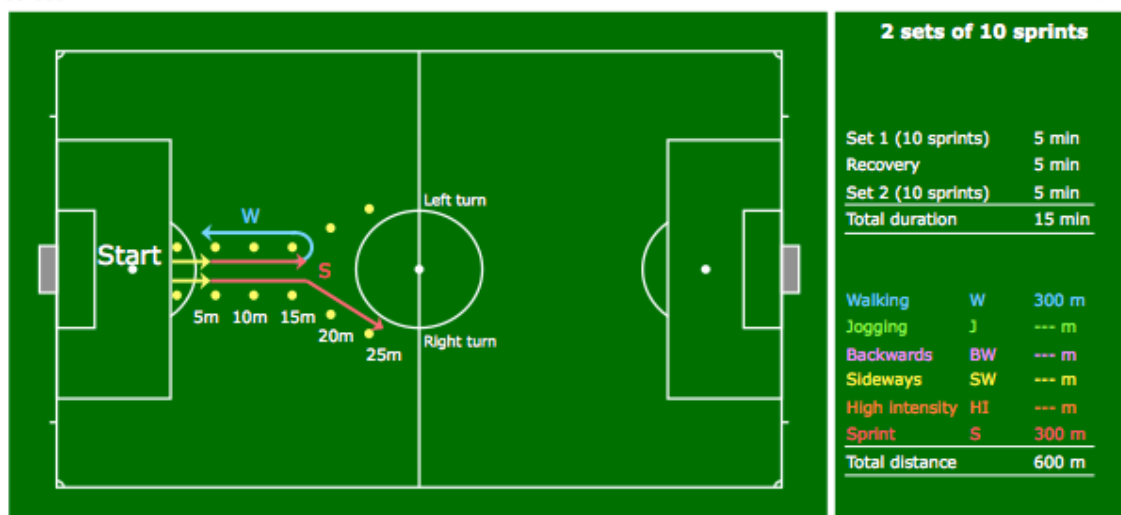 2 sets of 10 sprints
Set 1 (10 sprints) 5 min
Recovery 5 min
Set 2 (10 sprints) 5 min
Total duration 15 min
Left turn
W
Start
S
5m 10m 15m
20m
25m
Right turn
Walking W 300 m
Jogging J --- m
Backwards BW --- m
Sideways SW --- m
High intensity HI --- m
Sprint S 300 m
Total distance 600 m